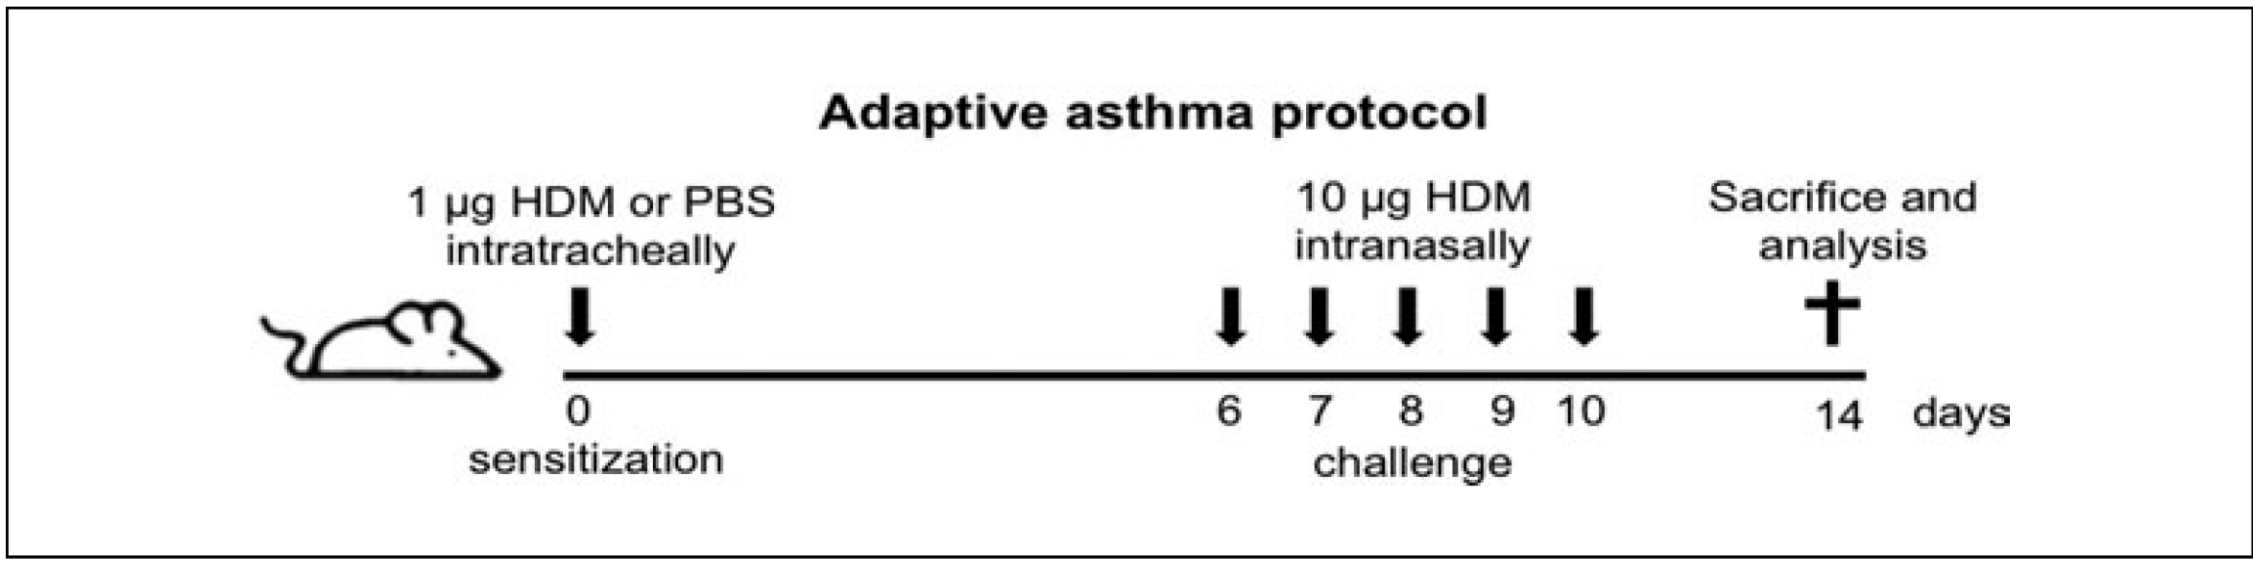 Adaptive asthma protocol
1 µg HDM or PBS
intratracheally
10 µg HDM
intranasally
Sacrifice and
analysis
0 6 7 8 9 10 14 days
sensitization
challenge